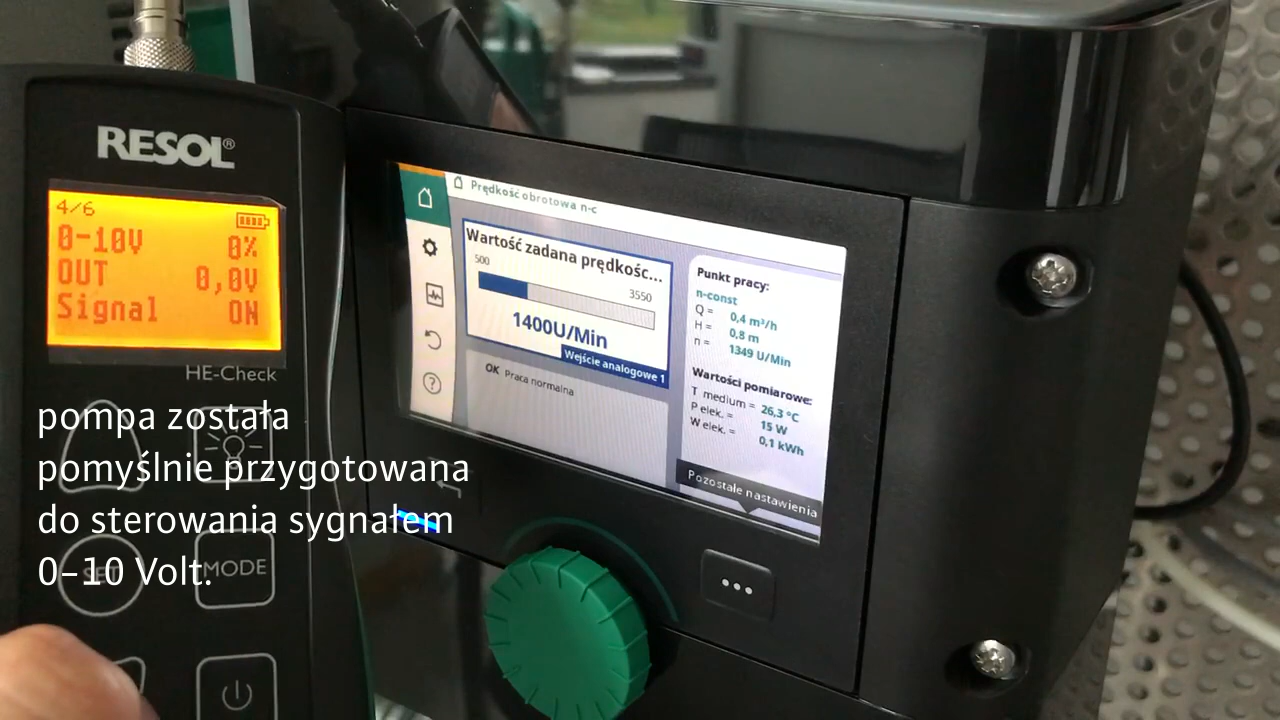 RESOL®
4/6
0-10V 0%
OUT 0,0V
Signal ON
HE-Check
MODE
pompa została
pomyślnie przygotowana
do sterowania sygnałem
0–10 Volt.
Prędkość obrotowa n-c
Wartość zadana prędkośc...
500
3550
1400U/Min
Wejście analogowe 1
OK Praca normalna
Punkt pracy:
n-const
Q = 0,4 m³/h
H = 0,8 m
n = 1349 U/Min
Wartości pomiarowe:
T medium = 26,3 °C
P elek. = 15 W
W elek. = 0,1 kWh
Pozostałe nastawienia